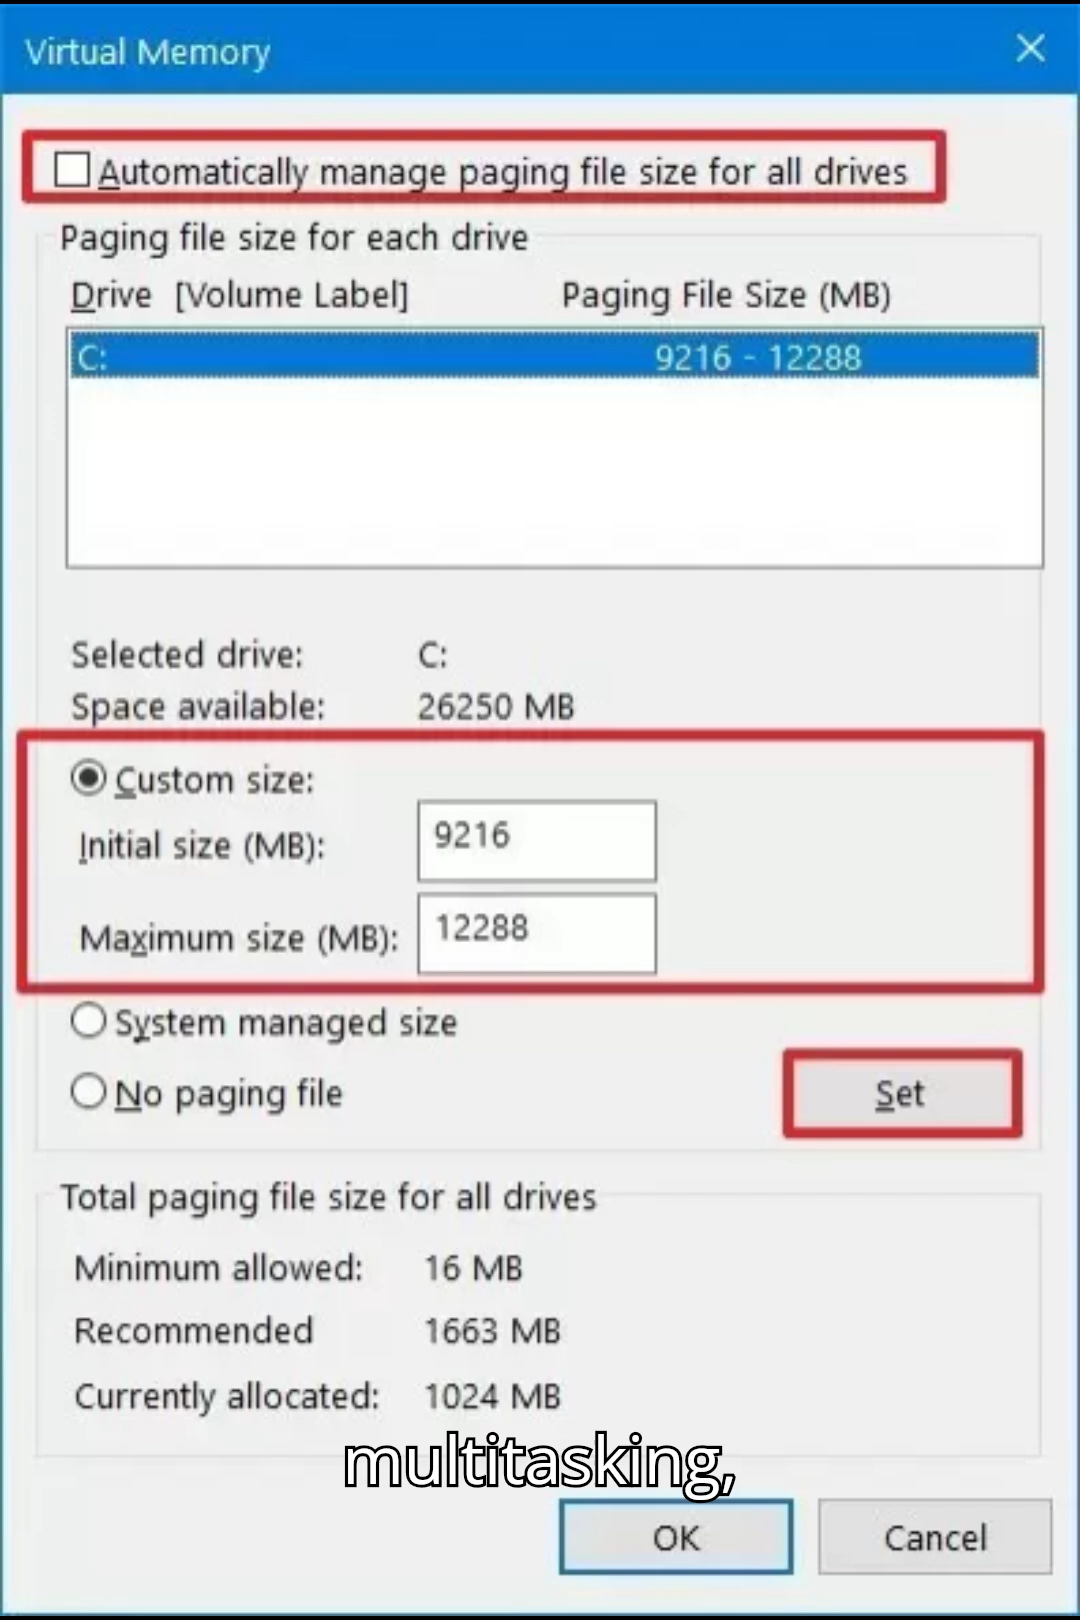 Virtual Memory
Automatically manage paging file size for all drives
Paging file size for each drive
Drive [Volume Label] Paging File Size (MB)
C: 9216 - 12288
Selected drive: C:
Space available: 26250 MB
Custom size:
Initial size (MB): 9216
Maximum size (MB): 12288
System managed size
No paging file
Set
Total paging file size for all drives
Minimum allowed: 16 MB
Recommended 1663 MB
Currently allocated: 1024 MB
multitasking,
OK Cancel